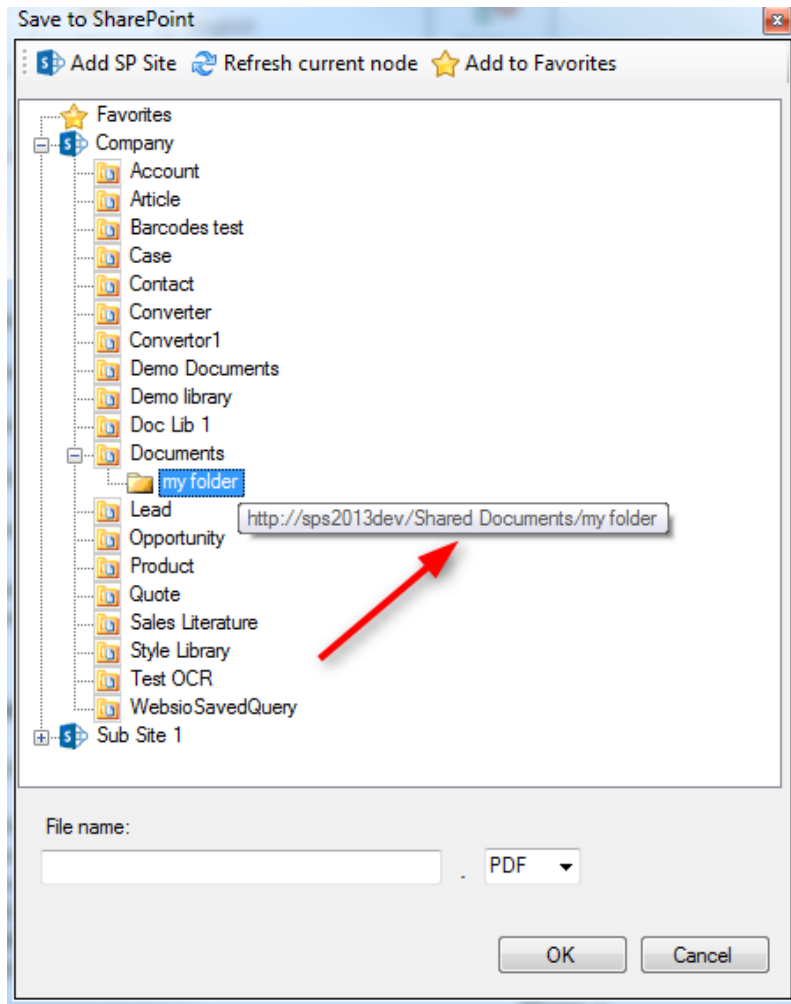 Save to SharePoint
Add SP Site Refresh current node Add to Favorites
Favorites
Company
Account
Article
Barcodes test
Case
Contact
Converter
Convertor1
Demo Documents
Demo library
Doc Lib 1
Documents
my folder
Lead
http://sps2013dev/Shared Documents/my folder
Opportunity
Product
Quote
Sales Literature
Style Library
Test OCR
WebsioSavedQuery
Sub Site 1
File name:
. PDF
OK Cancel